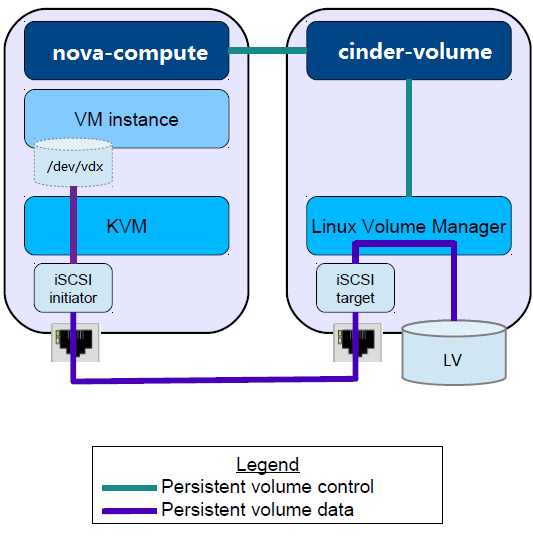 nova-compute
cinder-volume
VM instance
/dev/vdx
KVM
Linux Volume Manager
iSCSI
initiator
iSCSI
target
LV
Legend
Persistent volume control
Persistent volume data